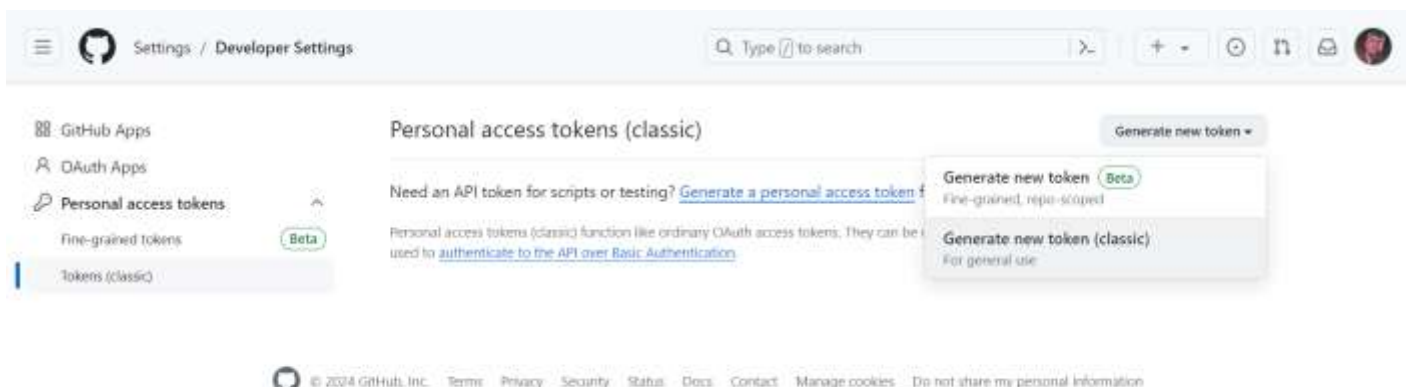 Settings / Developer Settings
Type / to search
GitHub Apps
OAuth Apps
Personal access tokens
Fine-grained tokens Beta
Tokens (classic)
Personal access tokens (classic)
Generate new token
Need an API token for scripts or testing? Generate a personal access token f
Personal access tokens (classic) function like ordinary OAuth access tokens. They can be
used to authenticate to the API over Basic Authentication.
Generate new token Beta
Fine-grained, repo-scoped
Generate new token (classic)
For general use
© 2024 GitHub, Inc. Terms Privacy Security Status Docs Contact Manage cookies Do not share my personal information